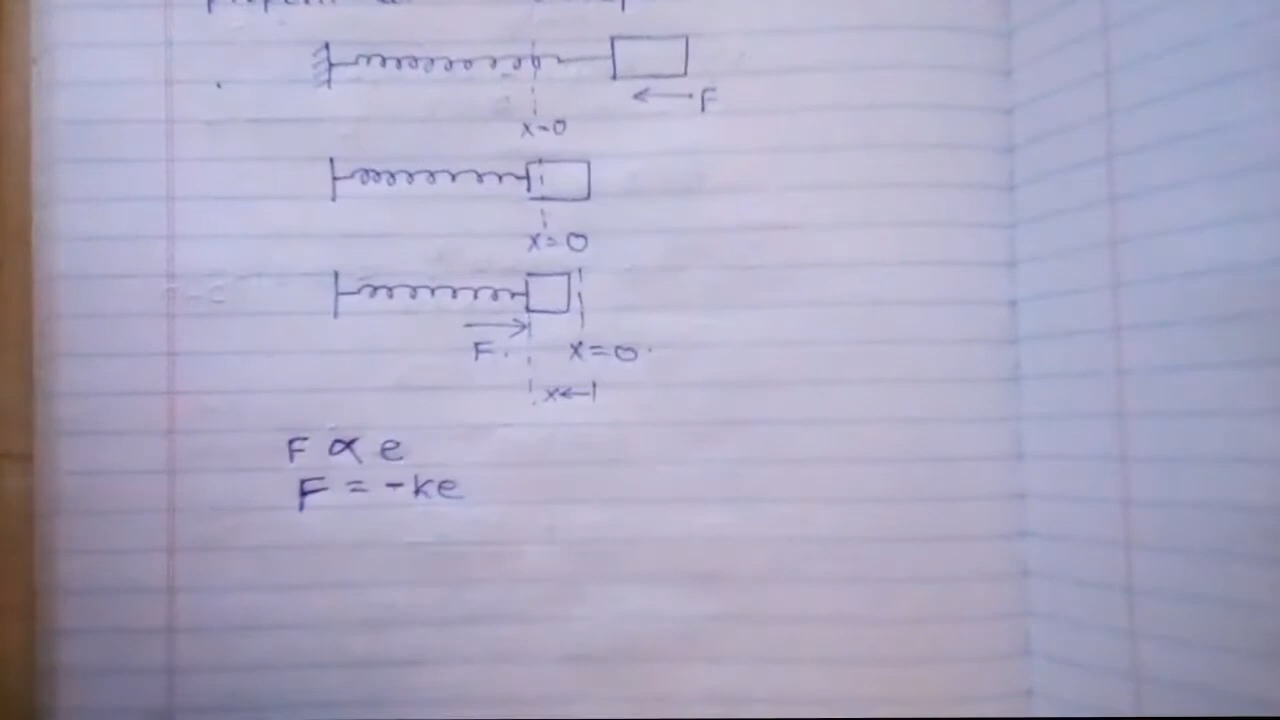 F
x=0
x=0
F.
x=0.
x
F ∝ e
F = -ke